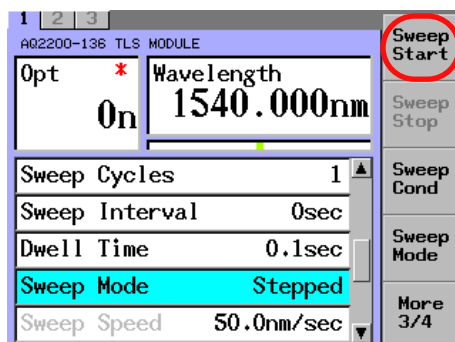 1 2 3
AQ2200-136 TLS MODULE
Opt *
On
Wavelength
1540.000nm
Sweep Cycles 1
Sweep Interval 0sec
Dwell Time 0.1sec
Sweep Mode Stepped
Sweep Speed 50.0nm/sec
Sweep
Start
Sweep
Stop
Sweep
Cond
Sweep
Mode
More
3/4